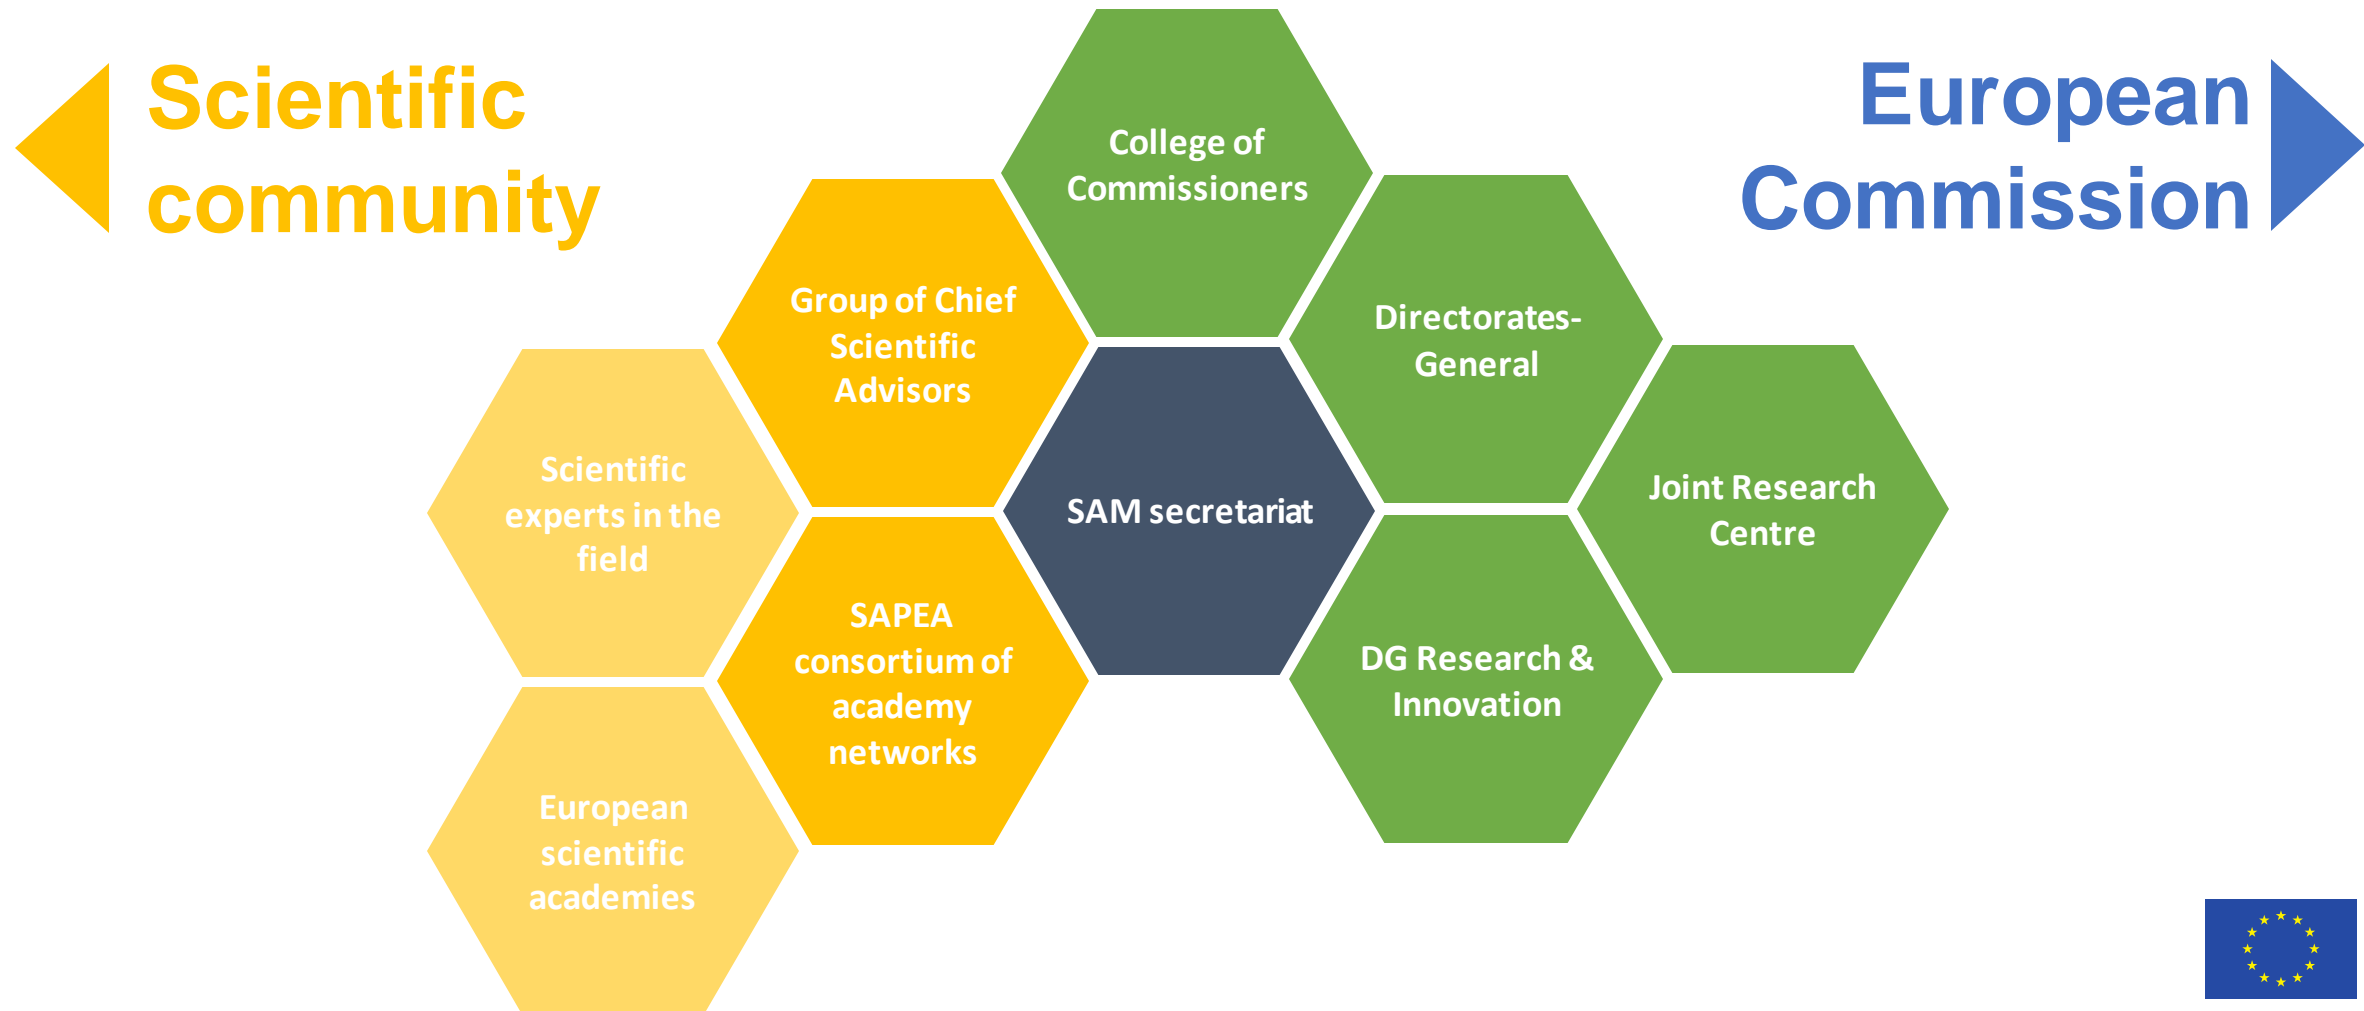 Scientific
community
European
Commission
College of
Commissioners
Group of Chief
Scientific
Advisors
Directorates-
General
Scientific
experts in the
field
SAM secretariat
Joint Research
Centre
SAPEA
consortium of
academy
networks
DG Research &
Innovation
European
scientific
academies